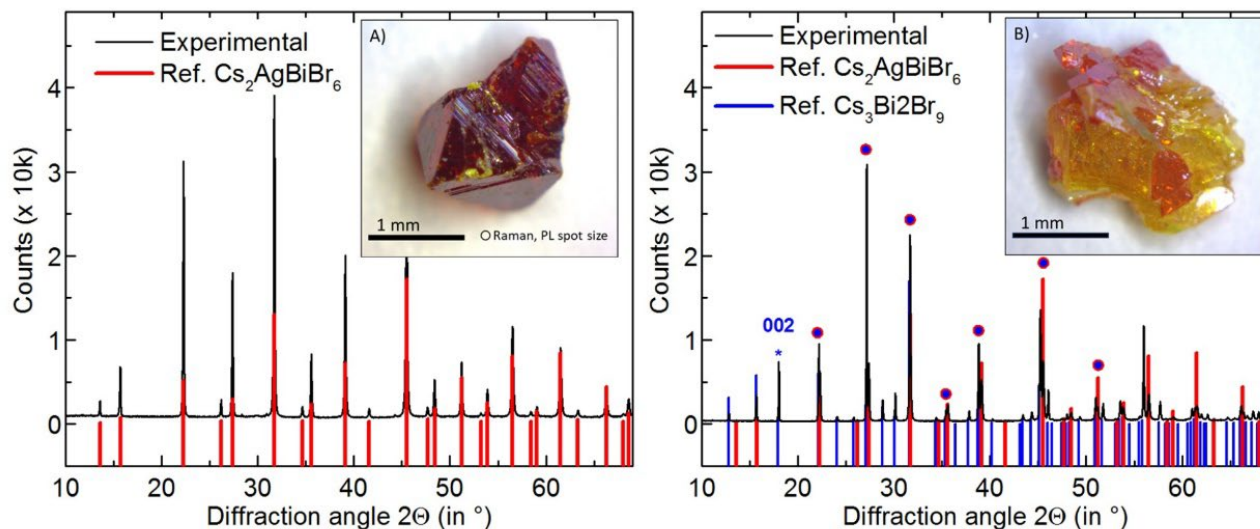 Experimental
Ref. Cs₂AgBiBr₆
A)
1 mm
Raman, PL spot size
Counts (x 10k)
4
3
2
1
0
10 20 30 40 50 60
Diffraction angle 2Θ (in °)
Experimental
Ref. Cs₂AgBiBr₆
Ref. Cs₃Bi2Br₉
B)
1 mm
002
*
Counts (x 10k)
4
3
2
1
0
10 20 30 40 50 60
Diffraction angle 2Θ (in °)